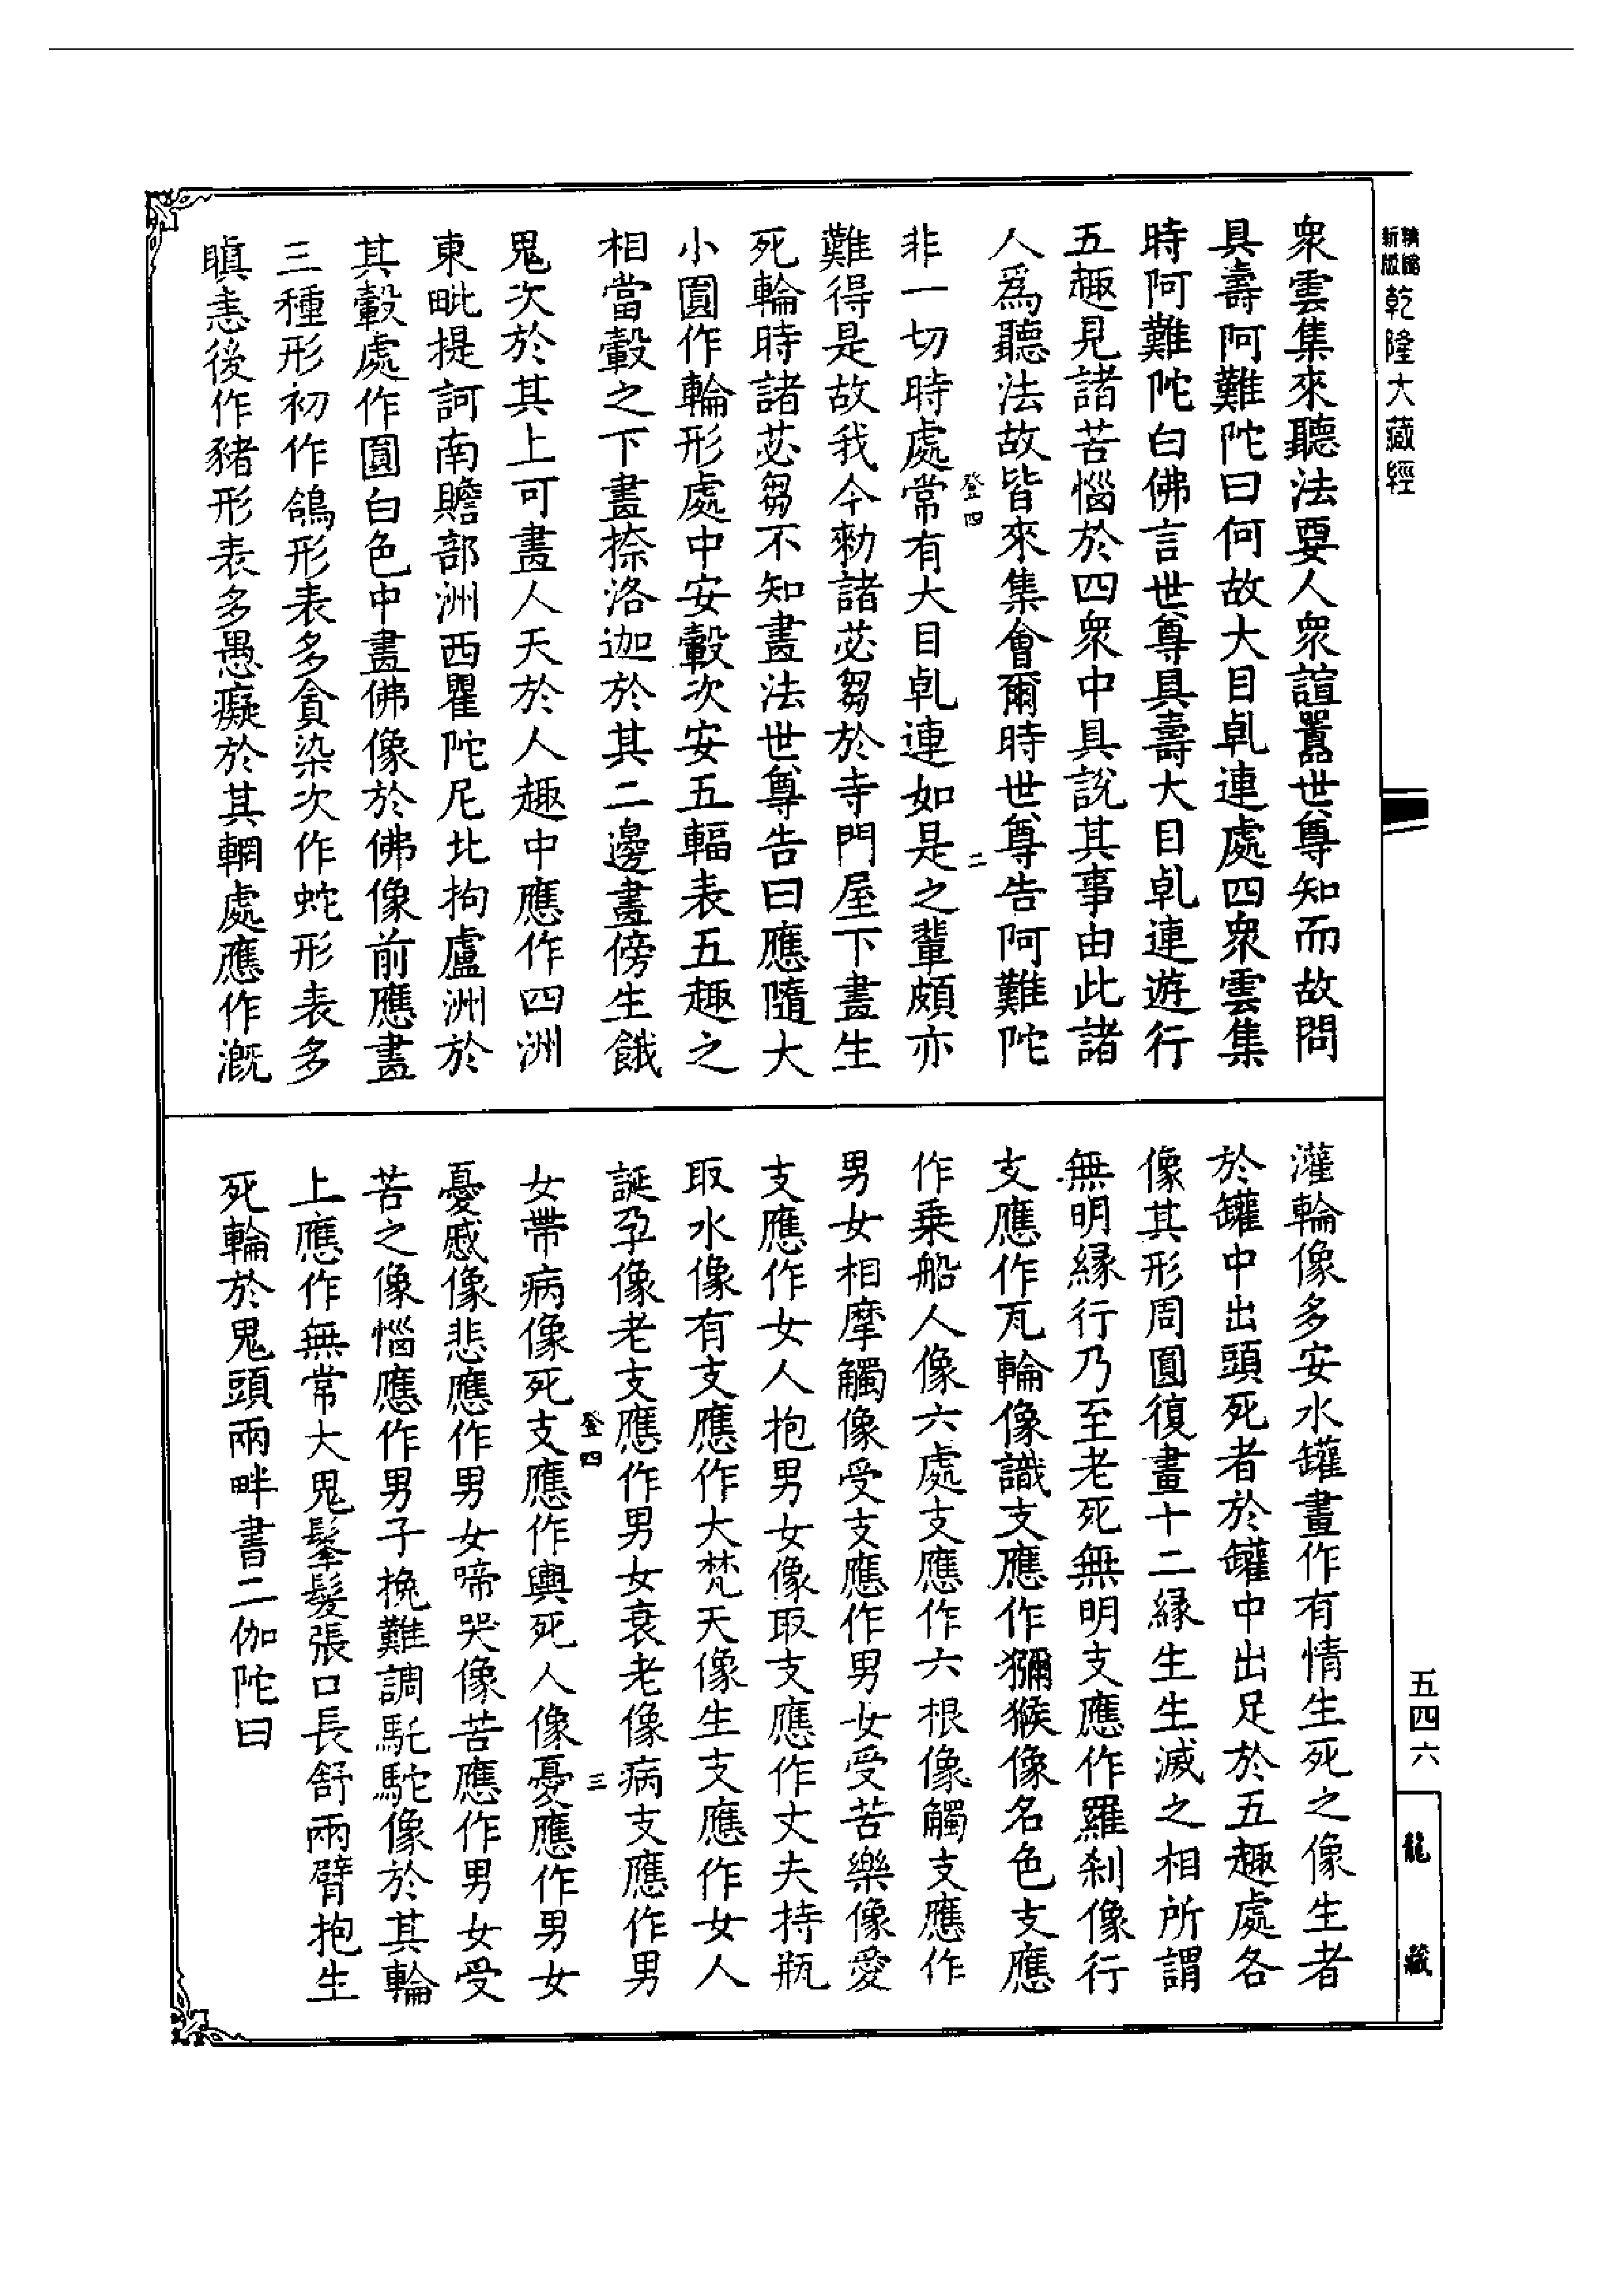 新版
精縮
乾隆大藏經
五四六
龍藏
衆雲集來聽法要人衆諠囂世尊知而故問
具壽阿難陀曰何故大目乹連處四衆雲集
時阿難陀白佛言世尊具壽大目乹連遊行
五趣見諸苦惱於四衆中具說其事由此諸
人爲聽法故皆來集會爾時世尊告阿難陀
登四
二
非一切時處常有大目乹連如是之輩頗亦
難得是故我今勑諸苾芻於寺門屋下畫生
死輪時諸苾芻不知畫法世尊告曰應隨大
小圓作輪形處中安轂次安五輻表五趣之
相當轂之下畫捺洛迦於其二邊畫傍生餓
鬼次於其上可畫人天於人趣中應作四洲
東毗提訶南贍部洲西瞿陀尼北拘盧洲於
其轂處作圓白色中畫佛像於佛像前應畫
三種形初作鴿形表多貪染次作蛇形表多
瞋恚後作豬形表多愚癡於其輞處應作溉
灌輪像多安水罐畫作有情生死之像生者
於罐中出頭死者於罐中出足於五趣處各
像其形周圓復畫十二緣生生滅之相所謂
無明緣行乃至老死無明支應作羅刹像行
支應作瓦輪像識支應作獼猴像名色支應
作乗船人像六處支應作六根像觸支應作
男女相摩觸像受支應作男女受苦樂像愛
支應作女人抱男女像取支應作丈夫持瓶
取水像有支應作大梵天像生支應作女人
誕孕像老支應作男女衰老像病支應作男
登四
三
女帶病像死支應作輿死人像憂應作男女
憂慼像悲應作男女啼哭像苦應作男女受
苦之像惱應作男子挽難調馲駝像於其輪
上應作無常大鬼髼髮張口長舒兩臂抱生
死輪於鬼頭兩畔書二伽陀曰